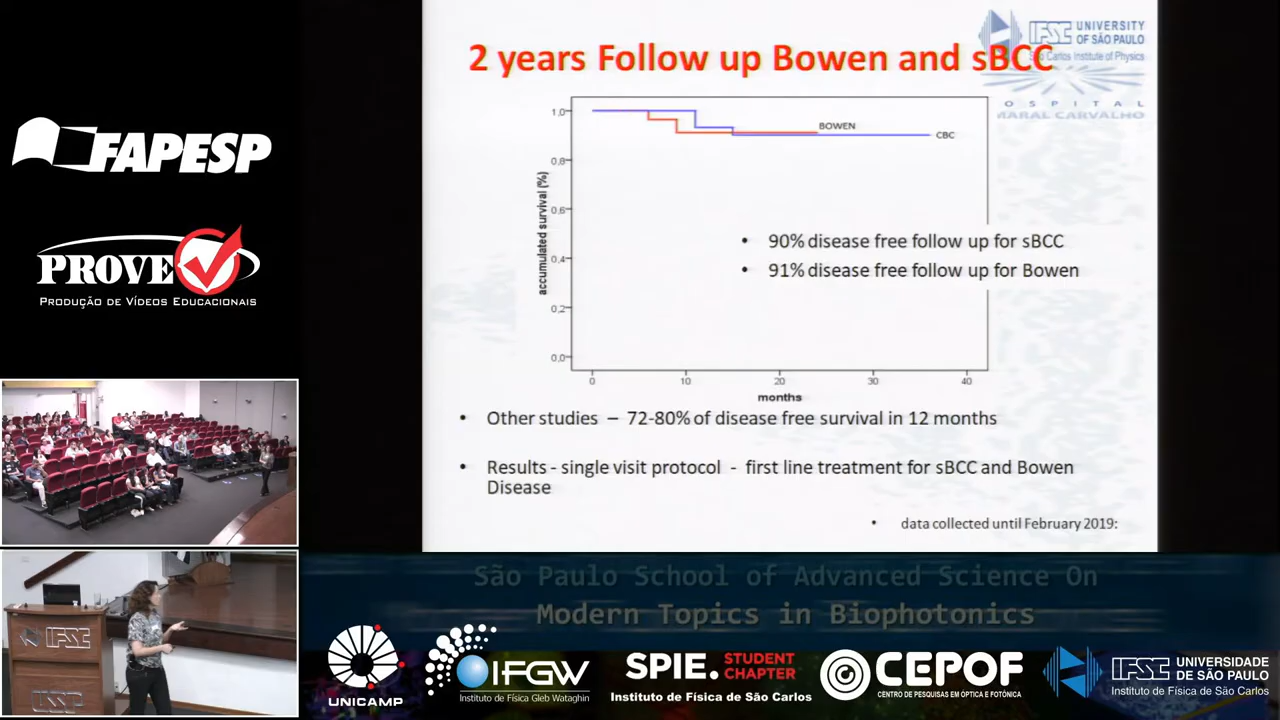 FAPESP
PROVE
PRODUÇÃO DE VÍDEOS EDUCACIONAIS
2 years Follow up Bowen and sBCC
IFSC UNIVERSITY
OF SÃO PAULO
São Carlos Institute of Physics
HOSPITAL
AMARAL CARVALHO
accumulated survival (%)
1,0
0,8
0,6
0,4
0,2
0,0
BOWEN
CBC
0
10
20
30
40
months
• 90% disease free follow up for sBCC
• 91% disease free follow up for Bowen
• Other studies – 72-80% of disease free survival in 12 months
• Results - single visit protocol - first line treatment for sBCC and Bowen
Disease
• data collected until February 2019:
IFSC
USP
São Paulo School of Advanced Science On
Modern Topics in Biophotonics
UNICAMP
IFGW
Instituto de Física Gleb Wataghin
SPIE. STUDENT
CHAPTER
Instituto de Física de São Carlos
CEPOF
CENTRO DE PESQUISAS EM ÓPTICA E FOTÔNICA
IFSC UNIVERSIDADE
DE SÃO PAULO
Instituto de Física de São Carlos